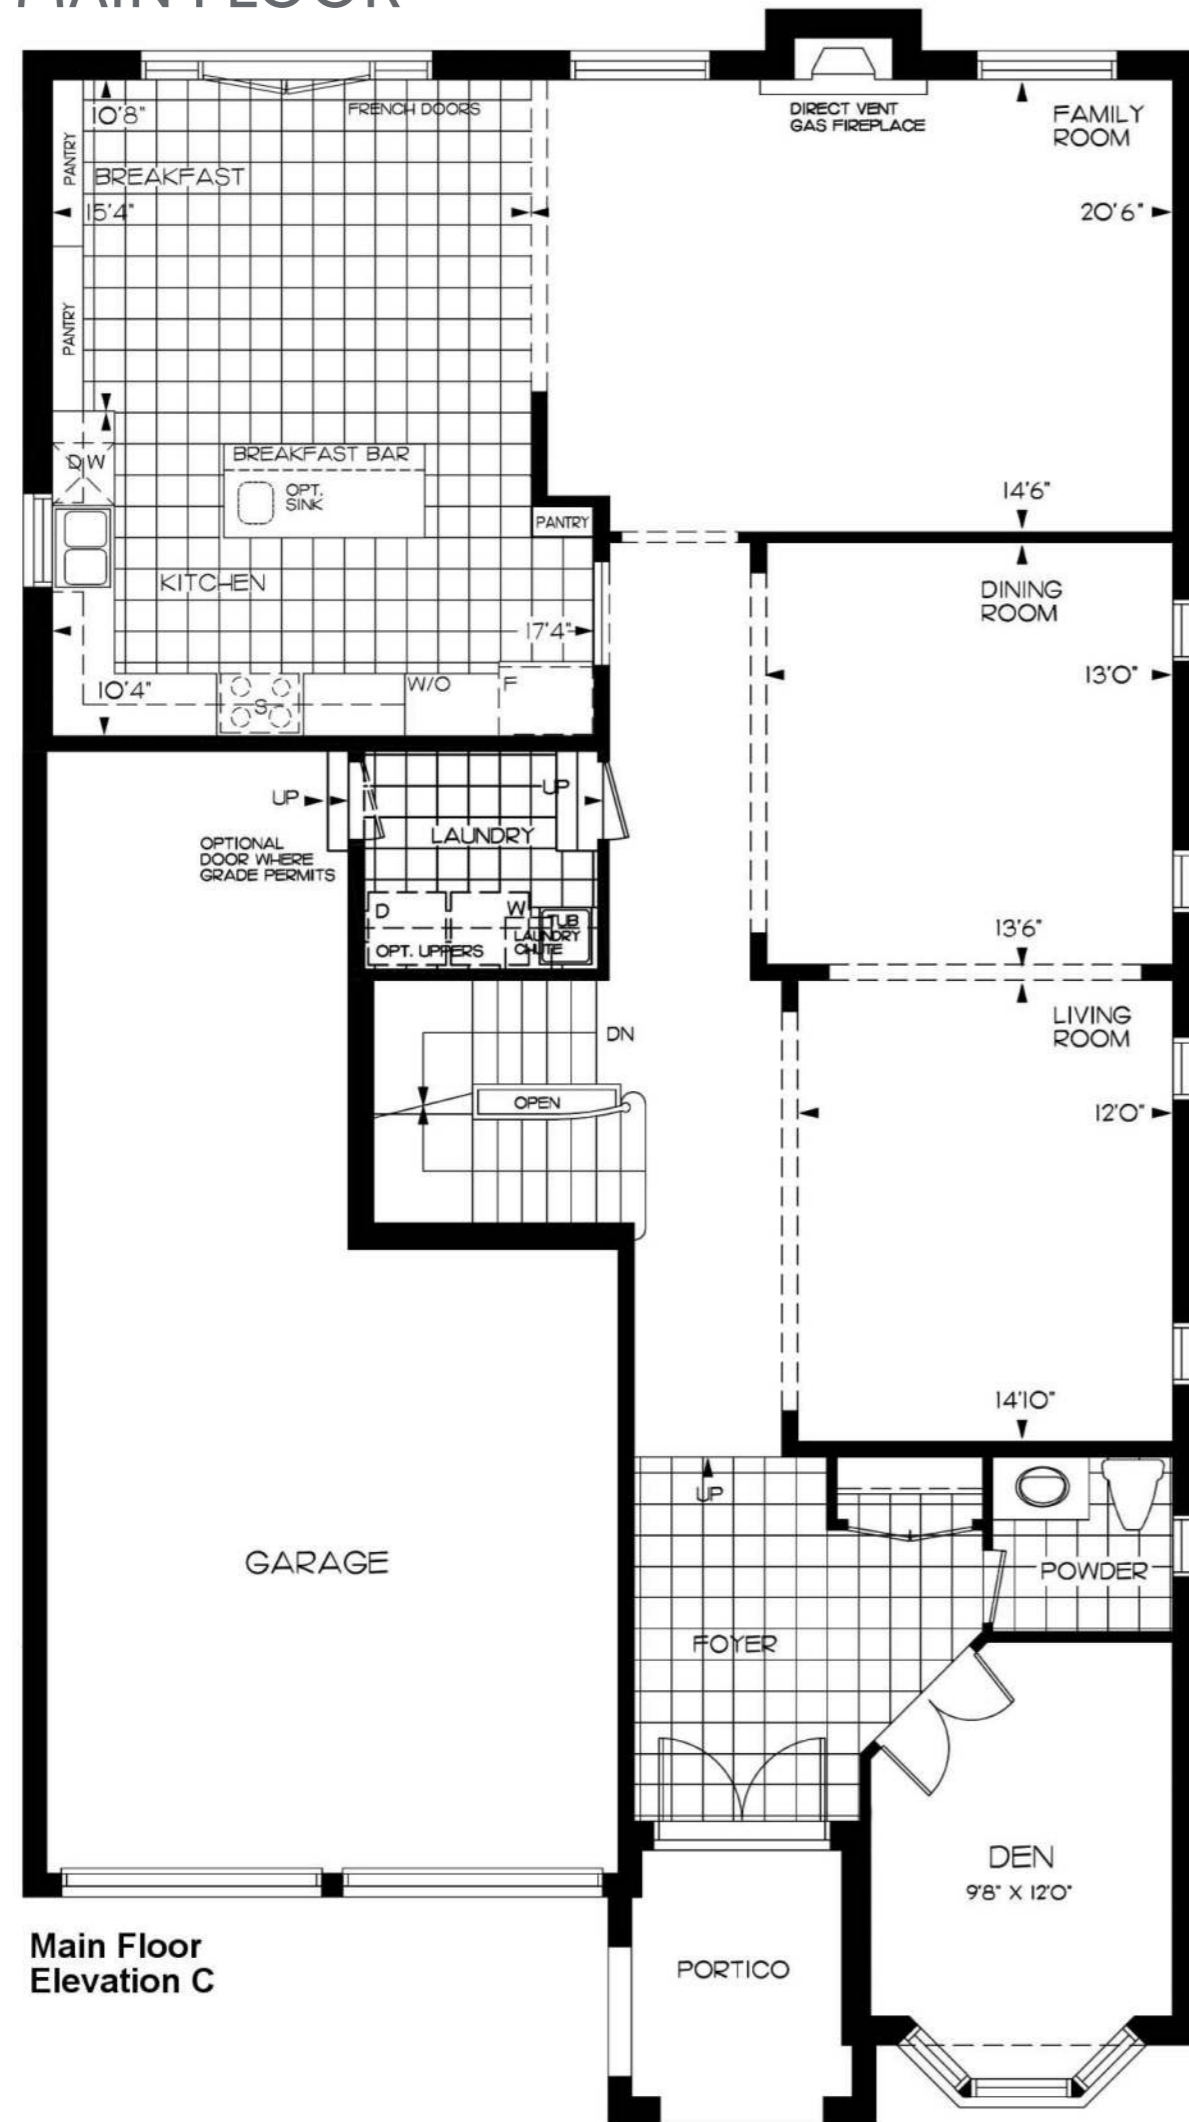 MAIN FLOOR
10'8"
FRENCH DOORS
DIRECT VENT
GAS FIREPLACE
FAMILY
ROOM
PANTRY
BREAKFAST
15'4"
20'6"
PANTRY
DW
BREAKFAST BAR
OPT.
SINK
14'6"
PANTRY
KITCHEN
DINING
ROOM
17'4"
13'0"
10'4"
S
W/O
F
UP
UP
LAUNDRY
OPTIONAL
DOOR WHERE
GRADE PERMITS
D
W
TUB
LAUNDRY
CHUTE
OPT. UPPERS
13'6"
LIVING
ROOM
DN
OPEN
12'0"
14'10"
UP
GARAGE
POWDER
FOYER
DEN
9'8" X 12'0"
Main Floor
Elevation C
PORTICO